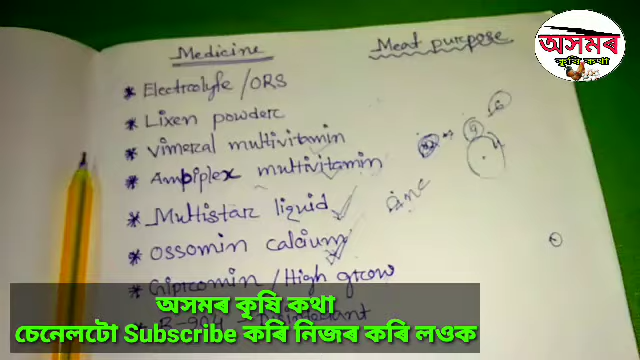 Medicine
Meat purpose
* Electrolyte / ORS
* Lixen powder
* Vimeral multivitamin
* Ampiplex multivitamin
* Multistar liquid
* Ossomin calcium
* / High grow
অসমৰ
কৃষি কথা
অসমৰ কৃষি কথা
চেনেলটো Subscribe কৰি নিজৰ কৰি লওক